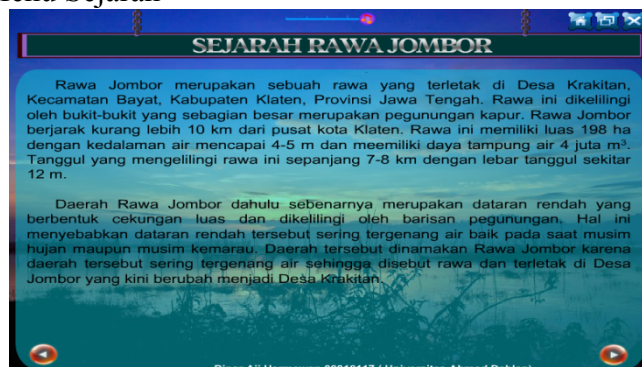 SEJARAH RAWA JOMBOR
Rawa Jombor merupakan sebuah rawa yang terletak di Desa Krakitan,
Kecamatan Bayat, Kabupaten Klaten, Provinsi Jawa Tengah. Rawa ini dikelilingi
oleh bukit-bukit yang sebagian besar merupakan pegunungan kapur. Rawa Jombor
berjarak kurang lebih 10 km dari pusat kota Klaten. Rawa ini memiliki luas 198 ha
dengan kedalaman air mencapai 4-5 m dan meemiliki daya tampung air 4 juta m³.
Tanggul yang mengelilingi rawa ini sepanjang 7-8 km dengan lebar tanggul sekitar
12 m.
Daerah Rawa Jombor dahulu sebenarnya merupakan dataran rendah yang
berbentuk cekungan luas dan dikelilingi oleh barisan pegunungan. Hal ini
menyebabkan dataran rendah tersebut sering tergenang air baik pada saat musim
hujan maupun musim kemarau. Daerah tersebut dinamakan Rawa Jombor karena
daerah tersebut sering tergenang air sehingga disebut rawa dan terletak di Desa
Jombor yang kini berubah menjadi Desa Krakitan.